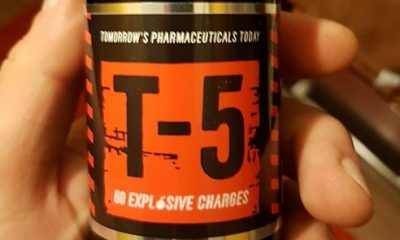 TOMORROW'S PHARMACEUTICALS TODAY
T-5
60 EXPLOSIVE CHARGES